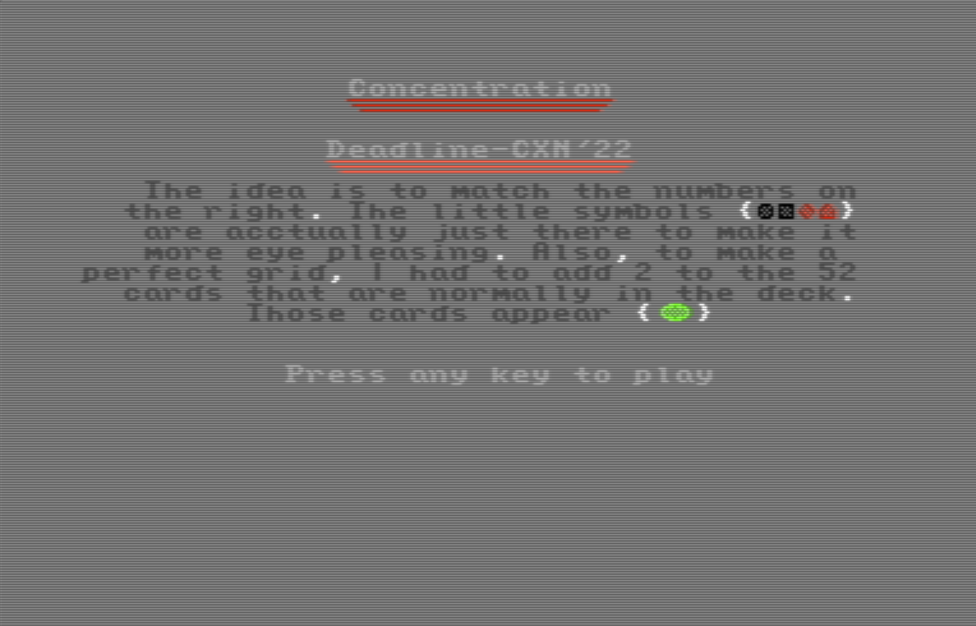 Concentration
Deadline-CXN'22
The idea is to match the numbers on
the right. The little symbols { }
are acctually just there to make it
more eye pleasing. Also, to make a
perfect grid, I had to add 2 to the 52
cards that are normally in the deck.
Those cards appear { }
Press any key to play